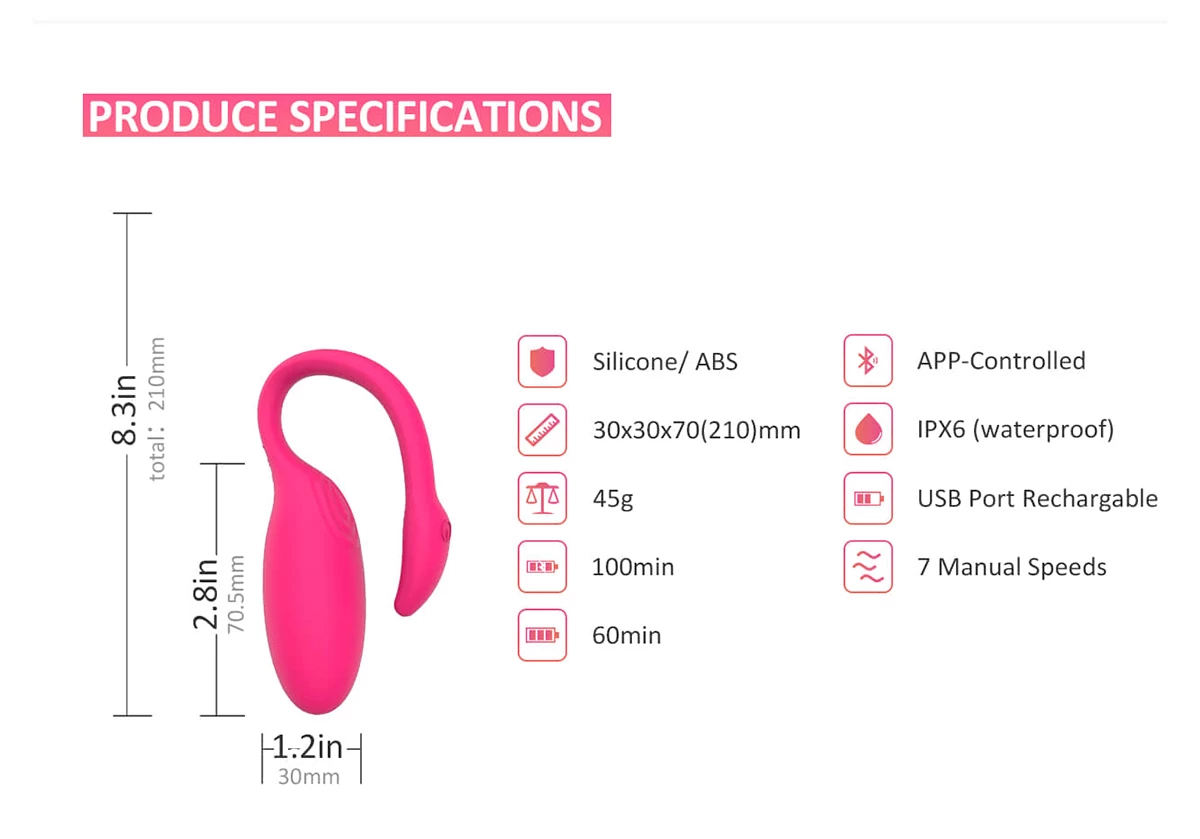 PRODUCE SPECIFICATIONS
8.3in
total: 210mm
2.8in
70.5mm
1.2in
30mm
Silicone/ ABS
30x30x70(210)mm
45g
100min
60min
APP-Controlled
IPX6 (waterproof)
USB Port Rechargable
7 Manual Speeds